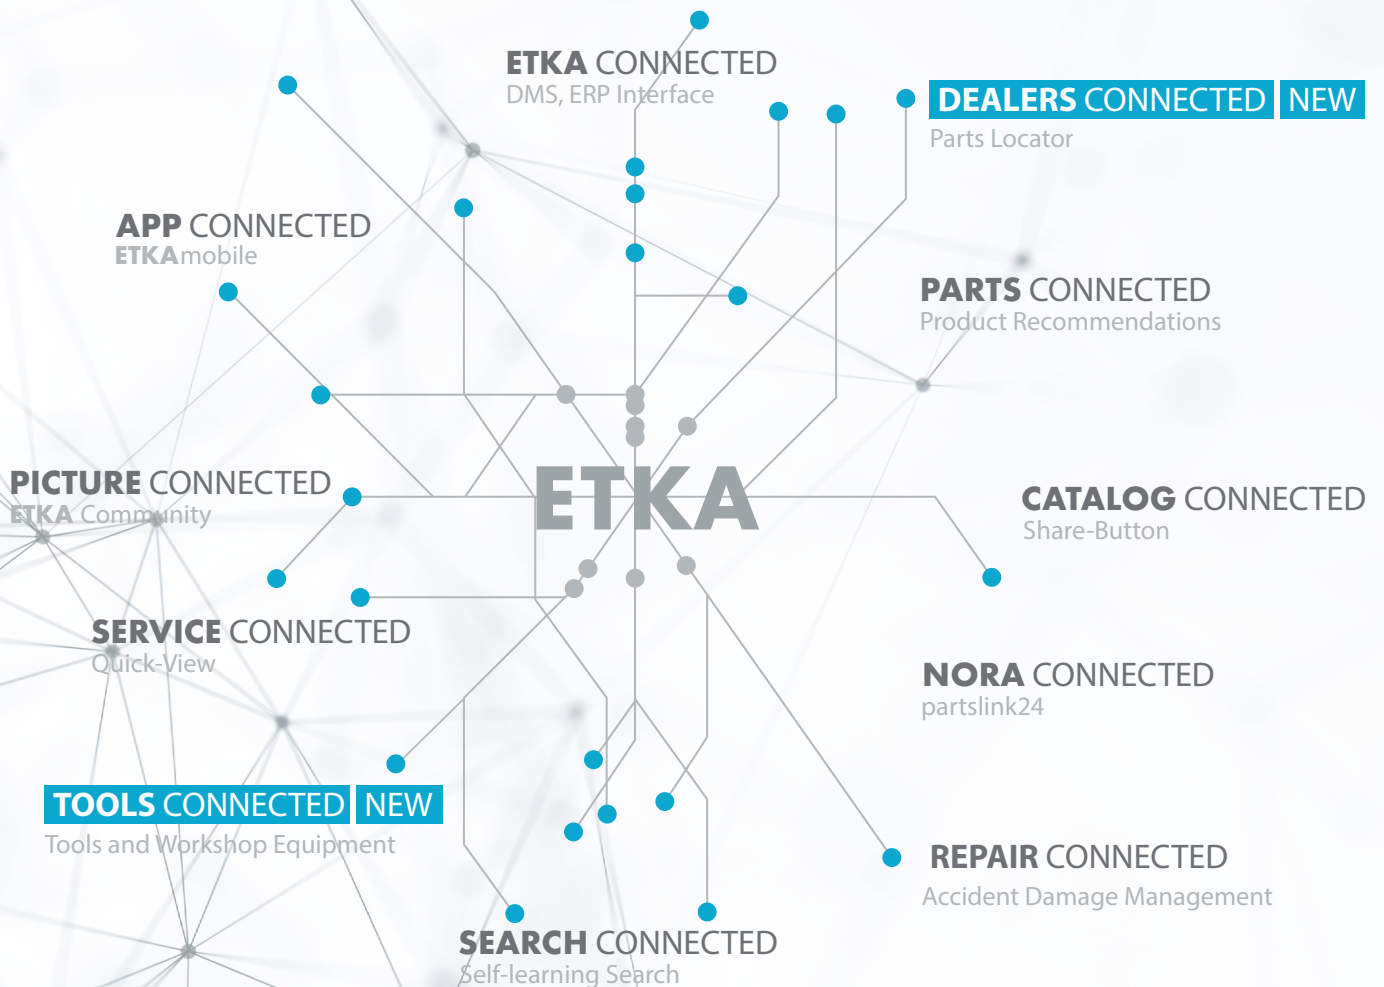 ETKA CONNECTED
DMS, ERP Interface
DEALERS CONNECTED NEW
Parts Locator
APP CONNECTED
ETKAmobile
PARTS CONNECTED
Product Recommendations
PICTURE CONNECTED
ETKA Community
ETKA
CATALOG CONNECTED
Share-Button
SERVICE CONNECTED
Quick-View
NORA CONNECTED
partslink24
TOOLS CONNECTED NEW
Tools and Workshop Equipment
REPAIR CONNECTED
Accident Damage Management
SEARCH CONNECTED
Self-learning Search